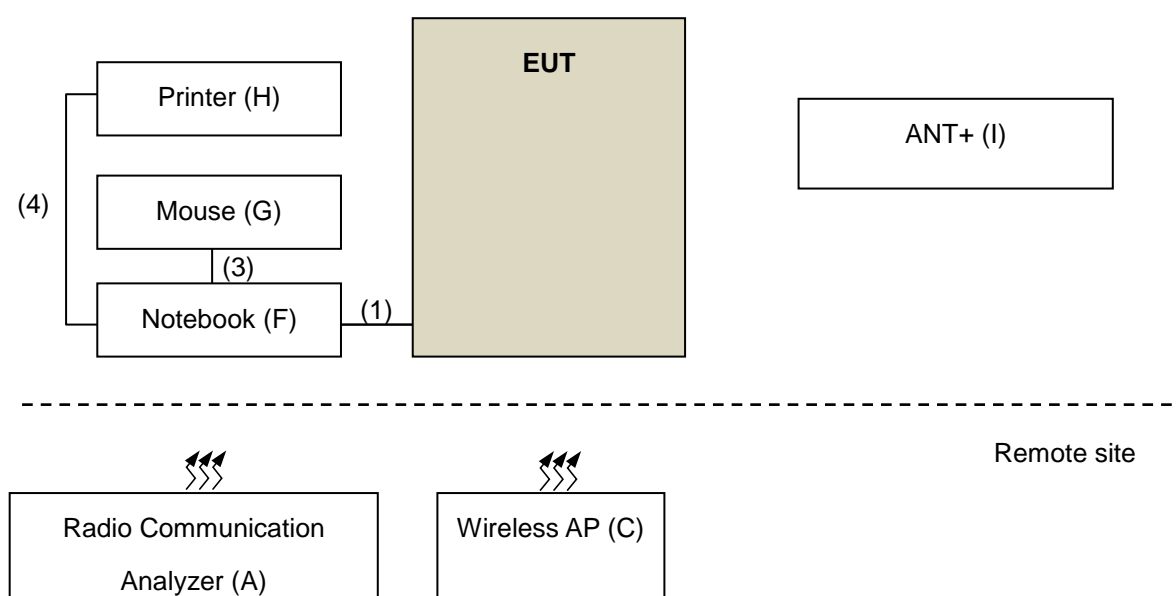 EUT
Printer (H)
ANT+ (I)
(4)
Mouse (G)
(3)
Notebook (F)
(1)
Remote site
Radio Communication
Analyzer (A)
Wireless AP (C)